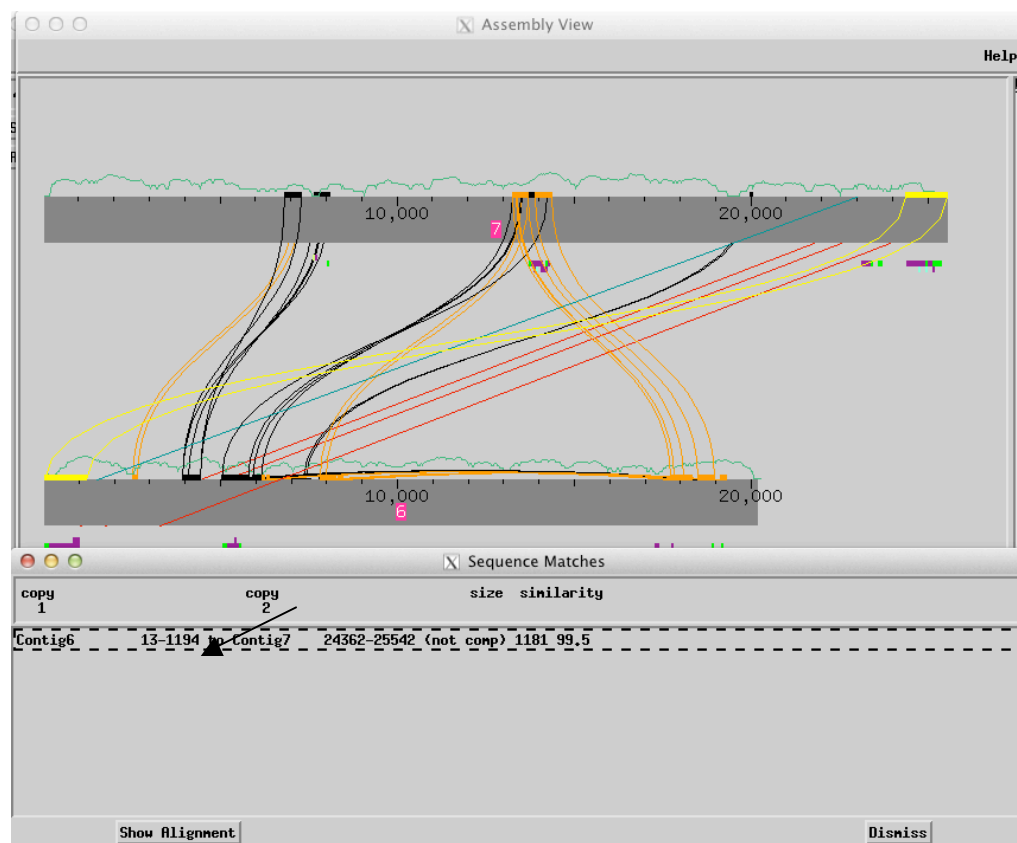 Assembly View
Help
10,000
20,000
7
10,000
20,000
6
Sequence Matches
copy copy size similarity
1 2
Contig6 13-1194 to Contig7 24362-25542 (not comp) 1181 99.5
Show Alignment Dismiss